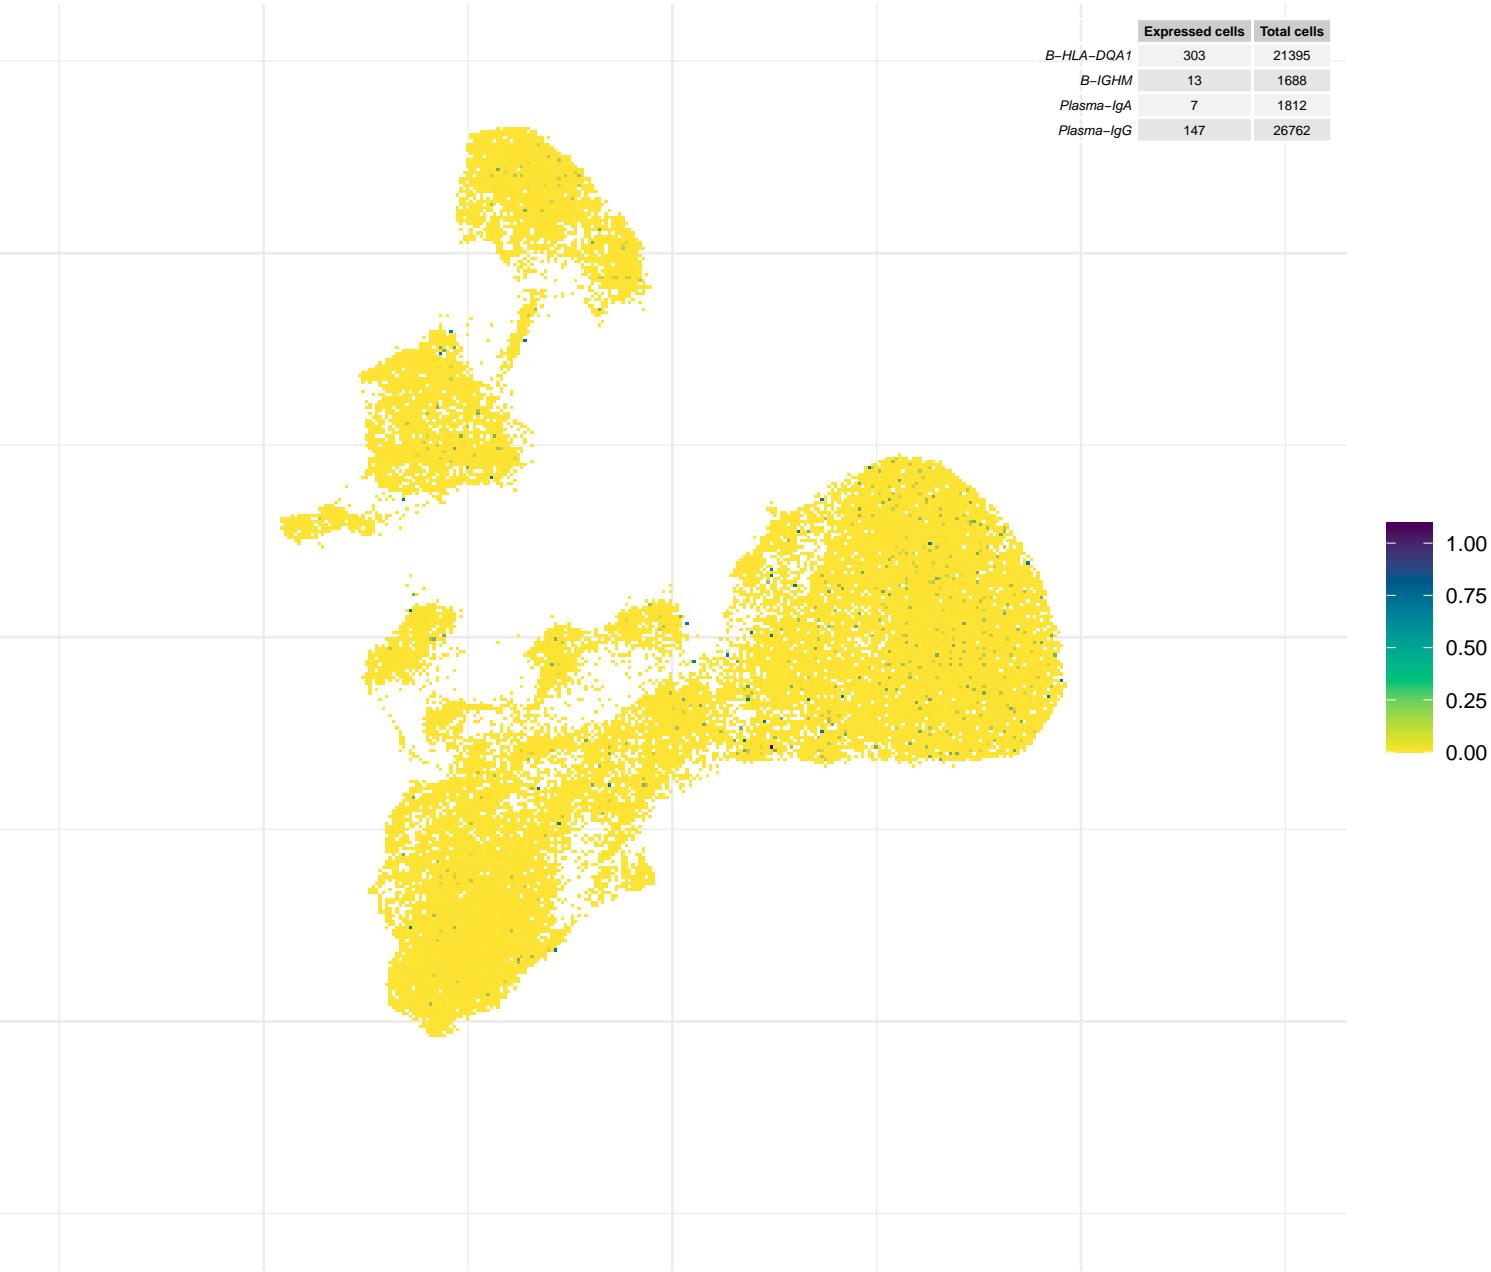 Expressed cells Total cells
B−HLA−DQA1 303 21395
B−IGHM 13 1688
Plasma−IgA 7 1812
Plasma−IgG 147 26762
1.00
0.75
0.50
0.25
0.00